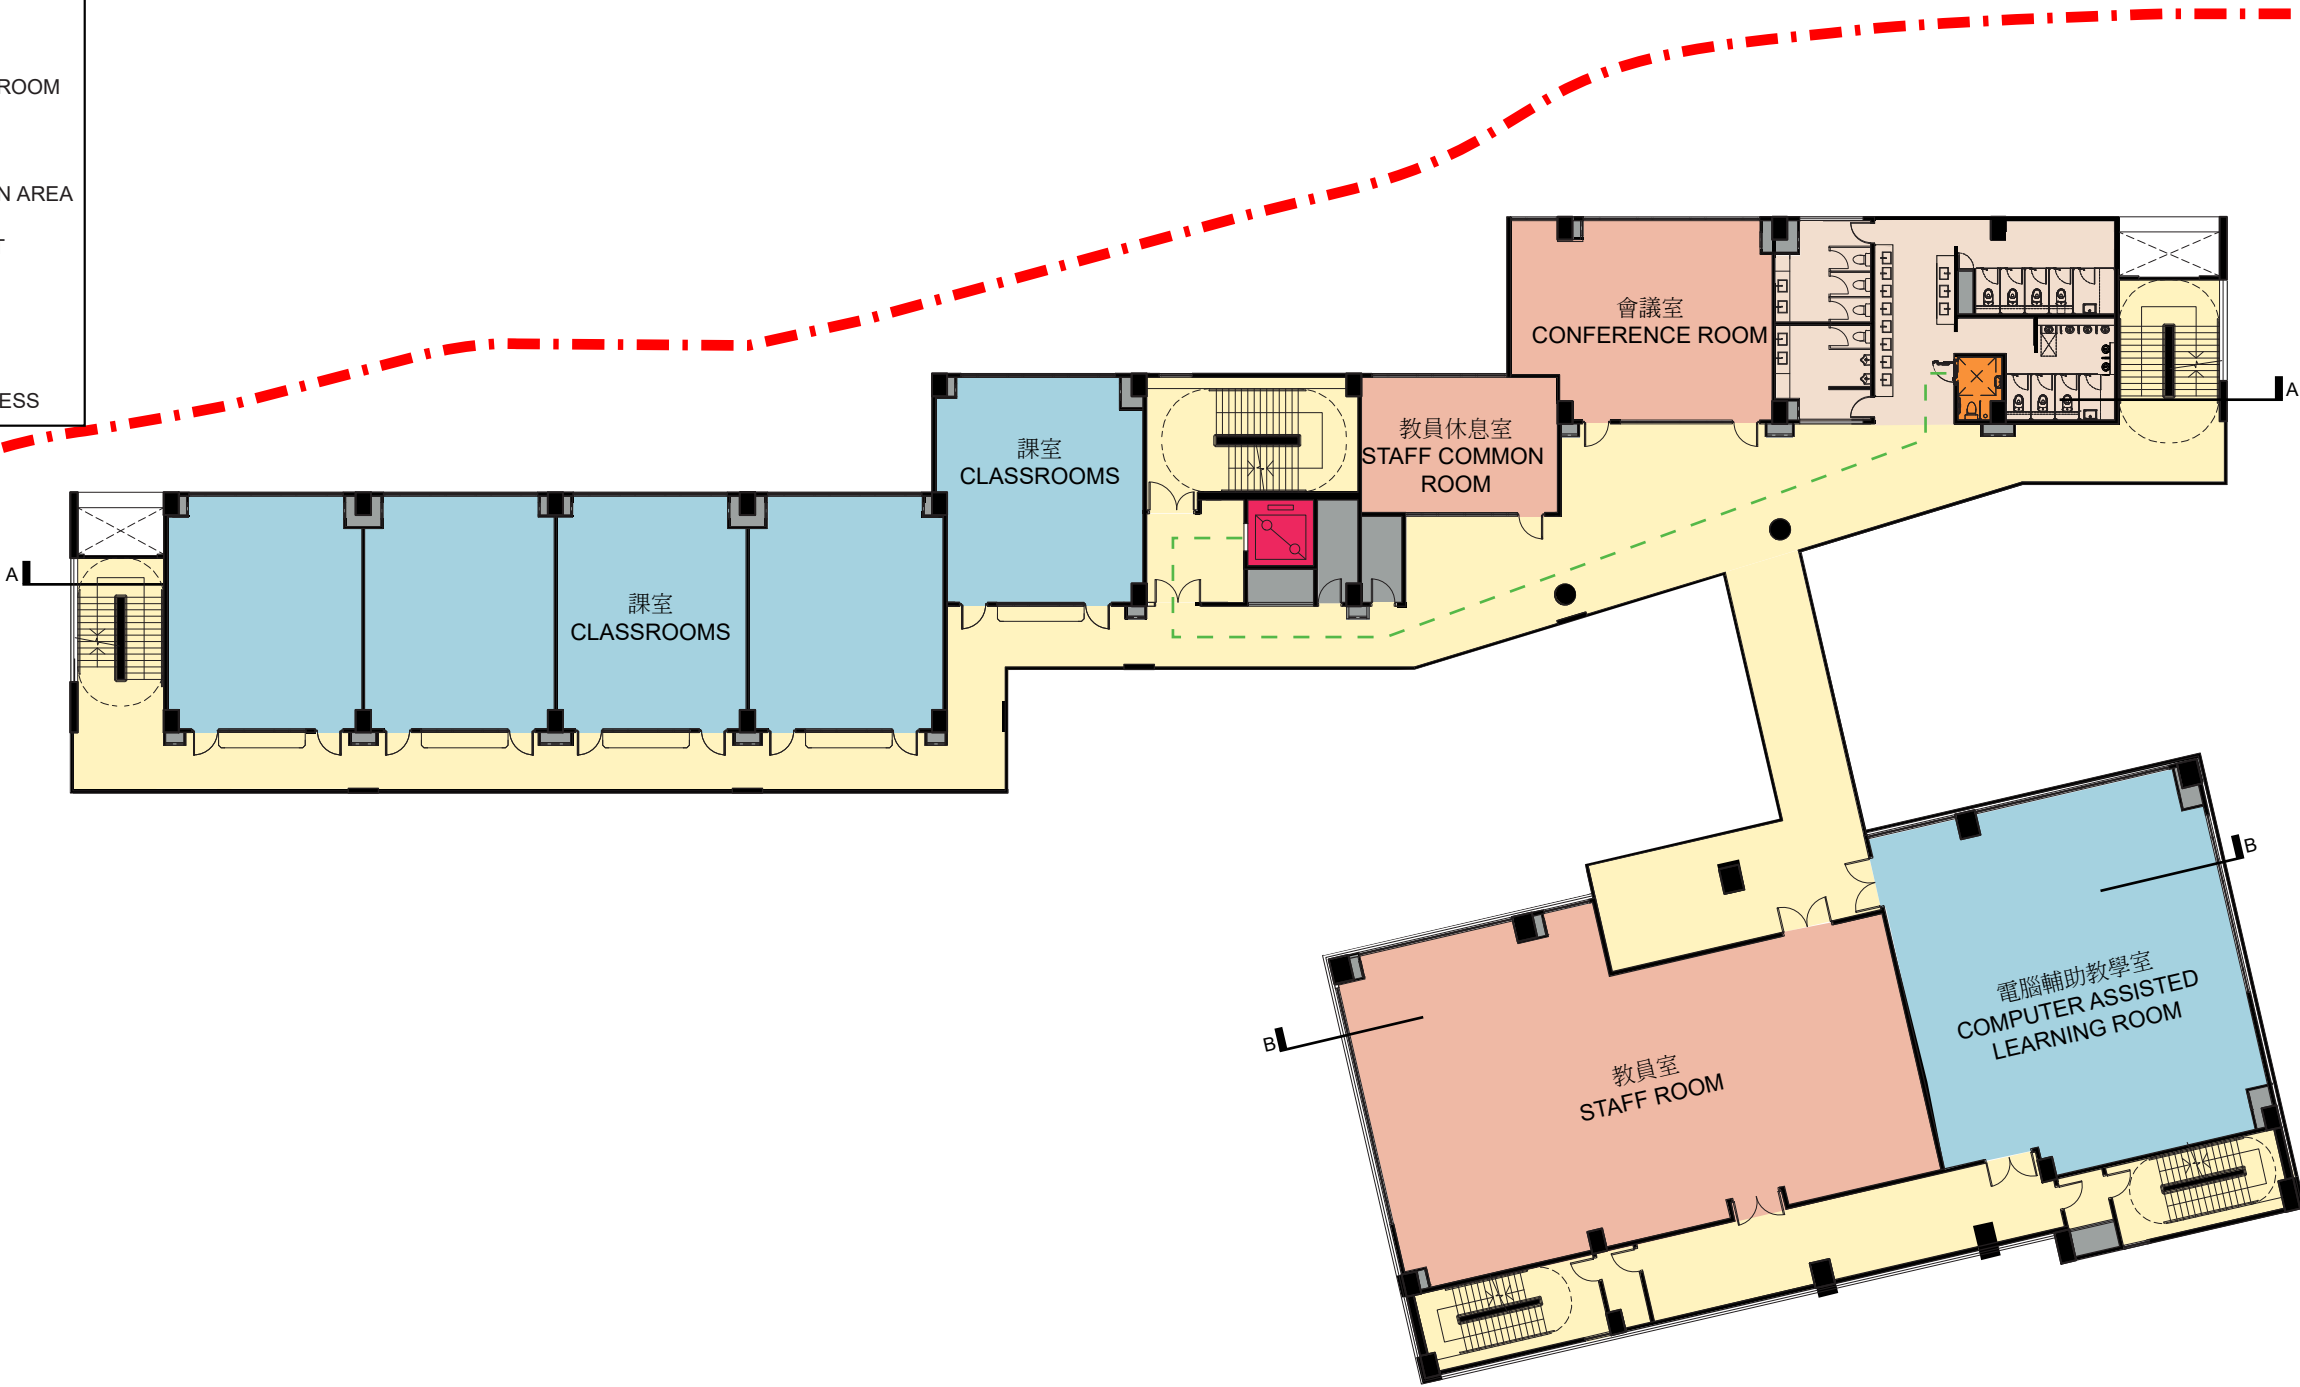 ROOM
N AREA
ESS
會議室
CONFERENCE ROOM
A
教員休息室
STAFF COMMON
ROOM
課室
CLASSROOMS
A
課室
CLASSROOMS
B
電腦輔助教學室
COMPUTER ASSISTED
LEARNING ROOM
B
教員室
STAFF ROOM